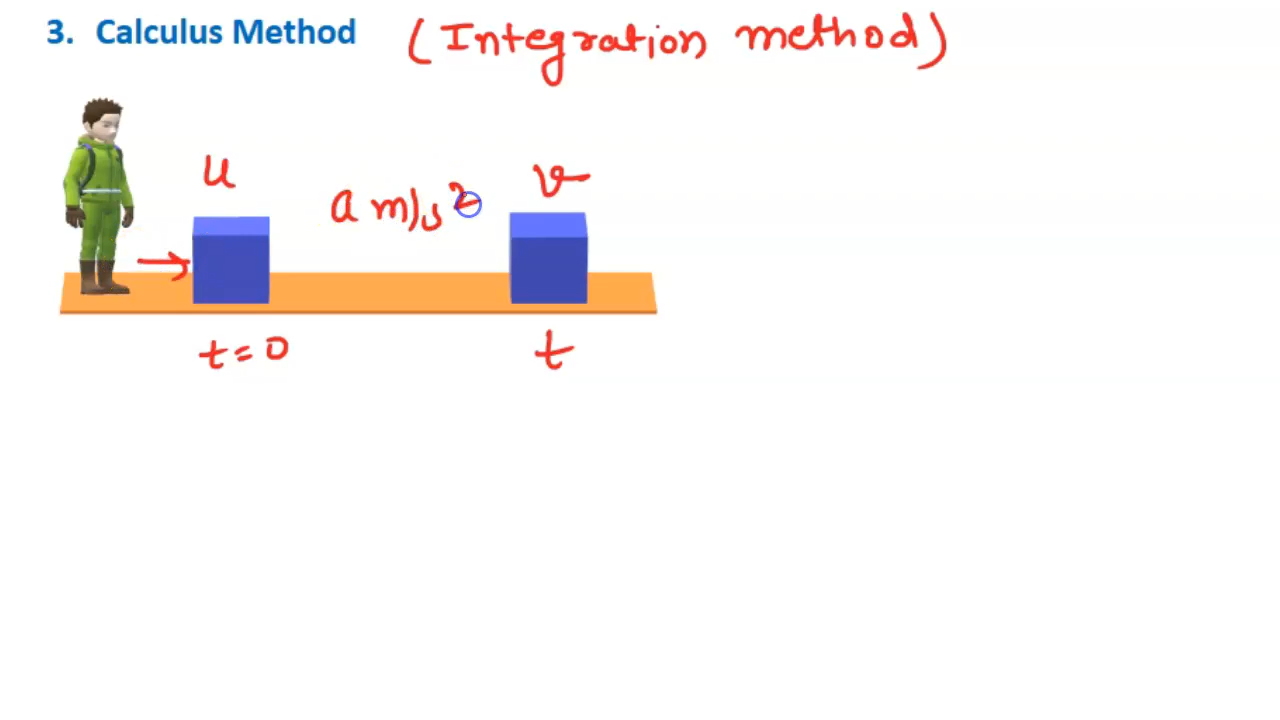 3. Calculus Method (Integration method)
u
v
a m/s²
t = 0
t